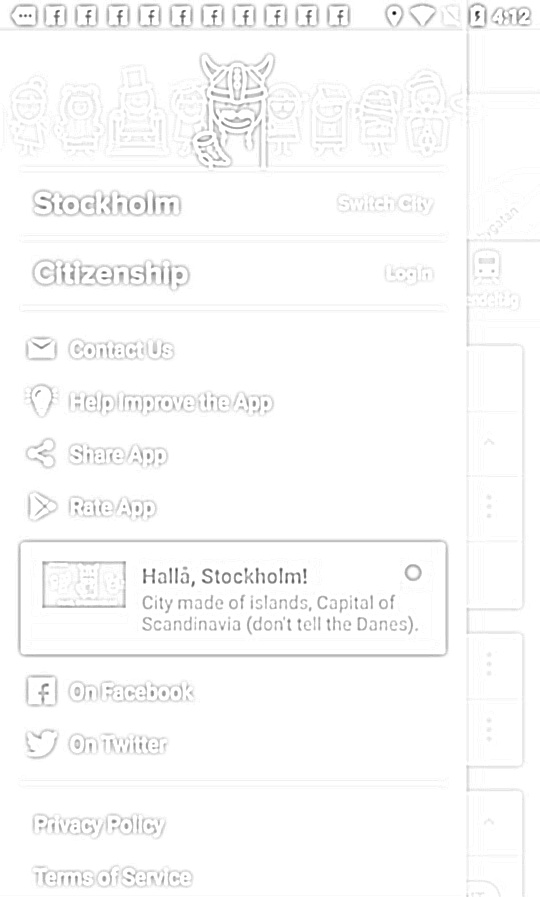 4:12
Stockholm
Switch City
Citizenship
Login
Contact Us
Help Improve the App
Share App
Rate App
Hallå, Stockholm!
City made of islands, Capital of
Scandinavia (don't tell the Danes).
On Facebook
On Twitter
Privacy Policy
Terms of Service